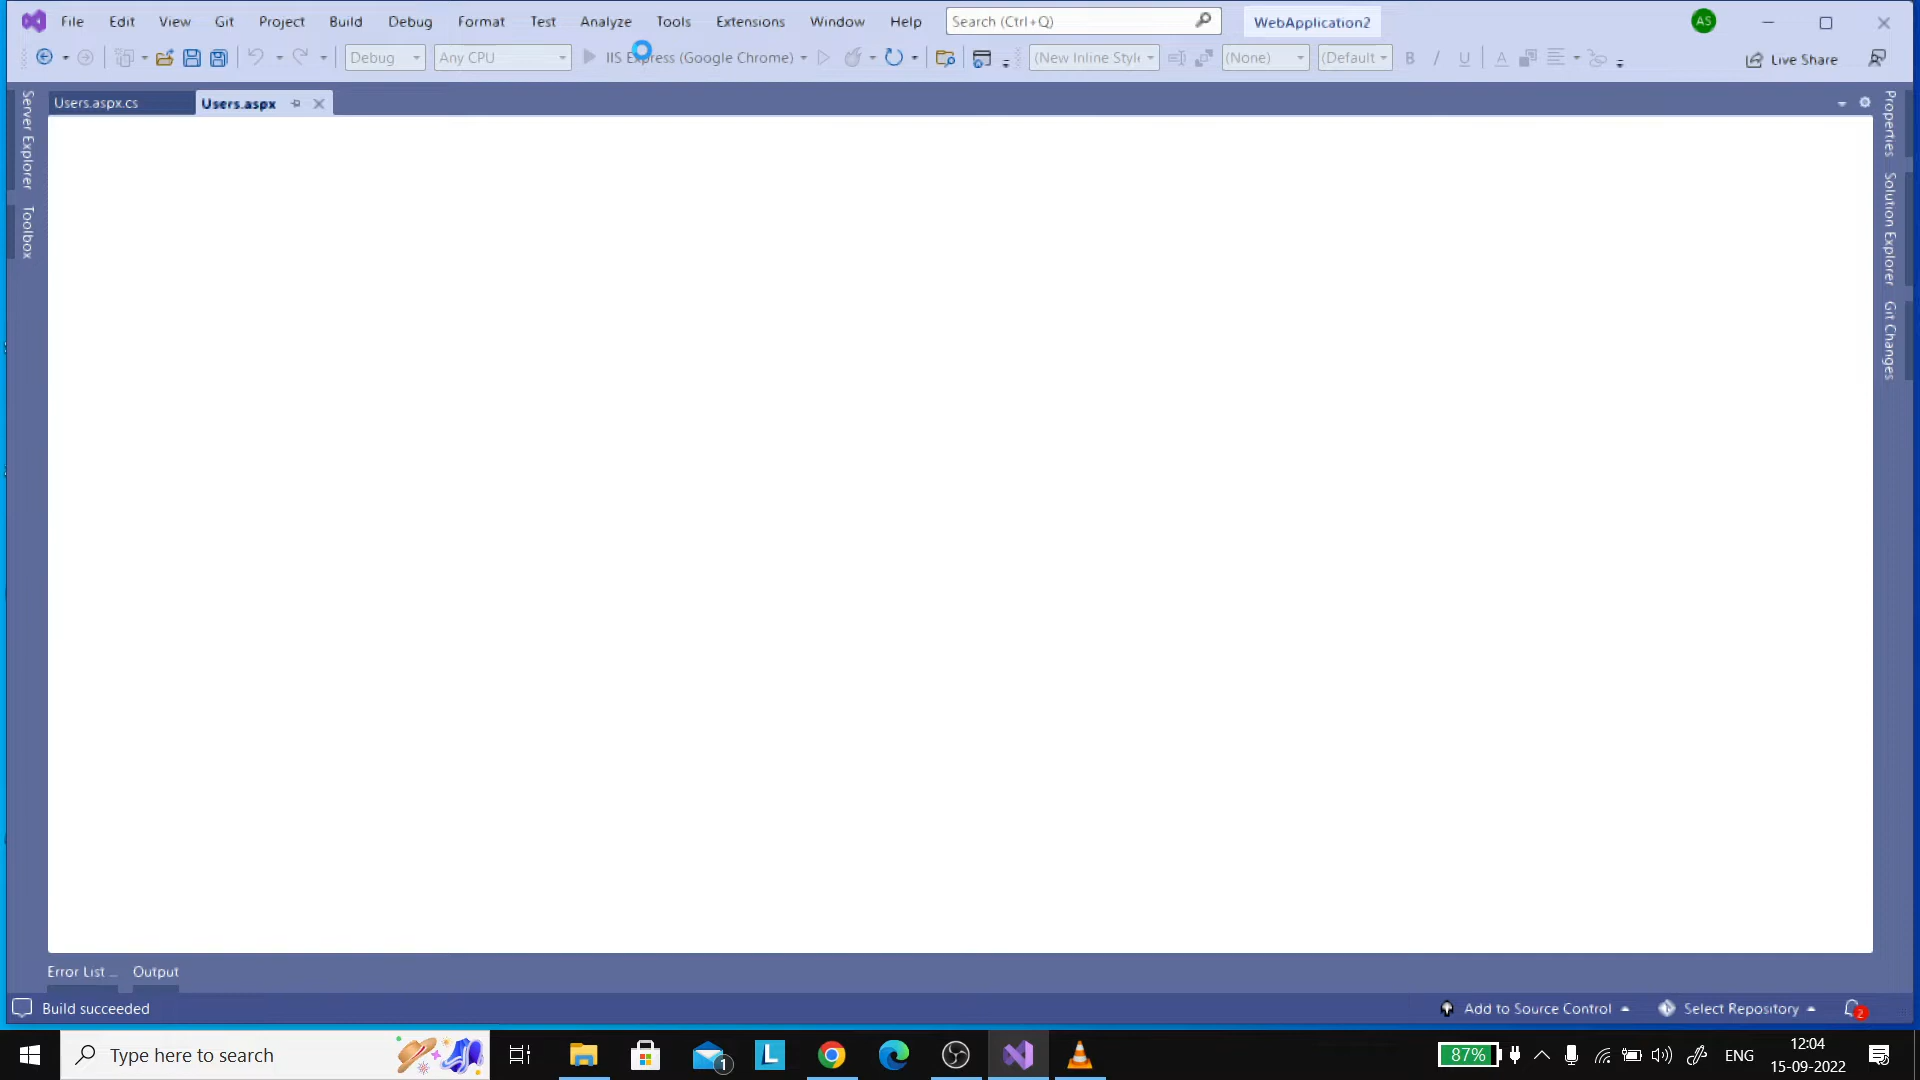 File Edit View Git Project Build Debug Format Test Analyze Tools Extensions Window Help Search (Ctrl+Q) WebApplication2 AS
Debug Any CPU IIS Express (Google Chrome) (New Inline Style (None) (Default B I U A Live Share
Users.aspx.cs Users.aspx
Server Explorer
Toolbox
Properties
Solution Explorer
Git Changes
Error List ... Output
Build succeeded Add to Source Control Select Repository 2
Type here to search 1 L 87% ENG 12:04
15-09-2022